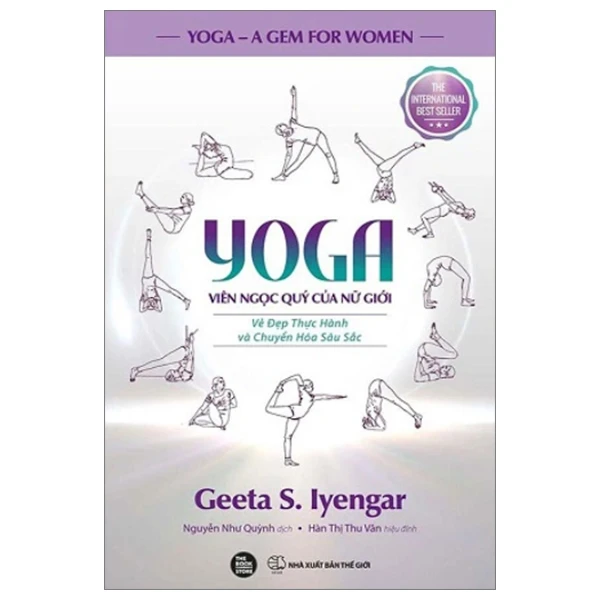 YOGA – A GEM FOR WOMEN
THE
INTERNATIONAL
BEST SELLER
YOGA
VIÊN NGỌC QUÝ CỦA NỮ GIỚI
Vẻ Đẹp Thực Hành
và Chuyển Hóa Sâu Sắc
Geeta S. Iyengar
Nguyễn Như Quỳnh dịch • Hàn Thị Thu Vân hiệu đính
THE
BOOK
STORE
NHÀ XUẤT BẢN THẾ GIỚI